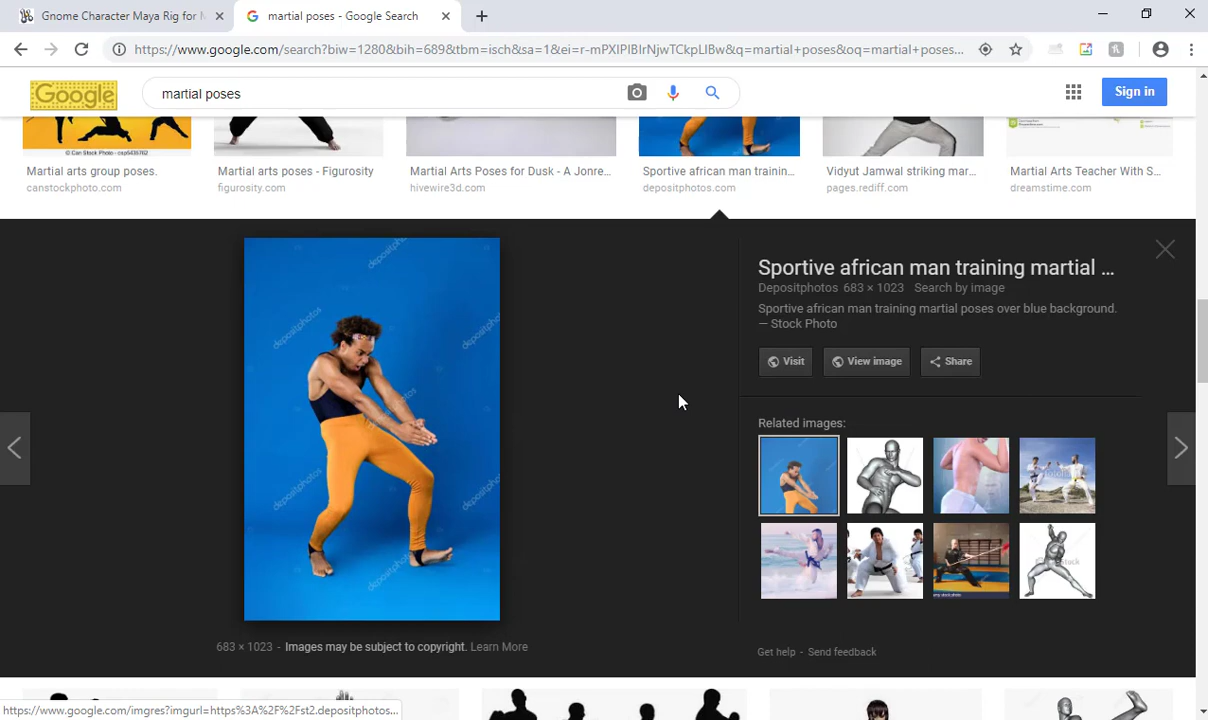 Gnome Character Maya Rig for
martial poses - Google Search
https://www.google.com/search?biw=1280&bih=689&tbm=isch&sa=1&ei=r-mPXIPIBIrNjwTCkpLIBw&q=martial+poses&oq=martial+poses...
Google
martial poses
Sign in
© Can Stock Photo
Martial arts group poses.
canstockphoto.com
Martial arts poses - Figurosity
figurosity.com
Martial Arts Poses for Dusk - A Jonre...
hivewire3d.com
Sportive african man trainin...
depositphotos.com
Vidyut Jamwal striking mar...
pages.rediff.com
Martial Arts Teacher With S...
dreamstime.com
depositphotos
Sportive african man training martial ...
Depositphotos 683 × 1023 Search by image
Sportive african man training martial poses over blue background.
— Stock Photo
Visit
View image
Share
Related images:
683 × 1023 - Images may be subject to copyright. Learn More
Get help - Send feedback
https://www.google.com/imgres?imgurl=https%3A%2F%2Fst2.depositphotos...